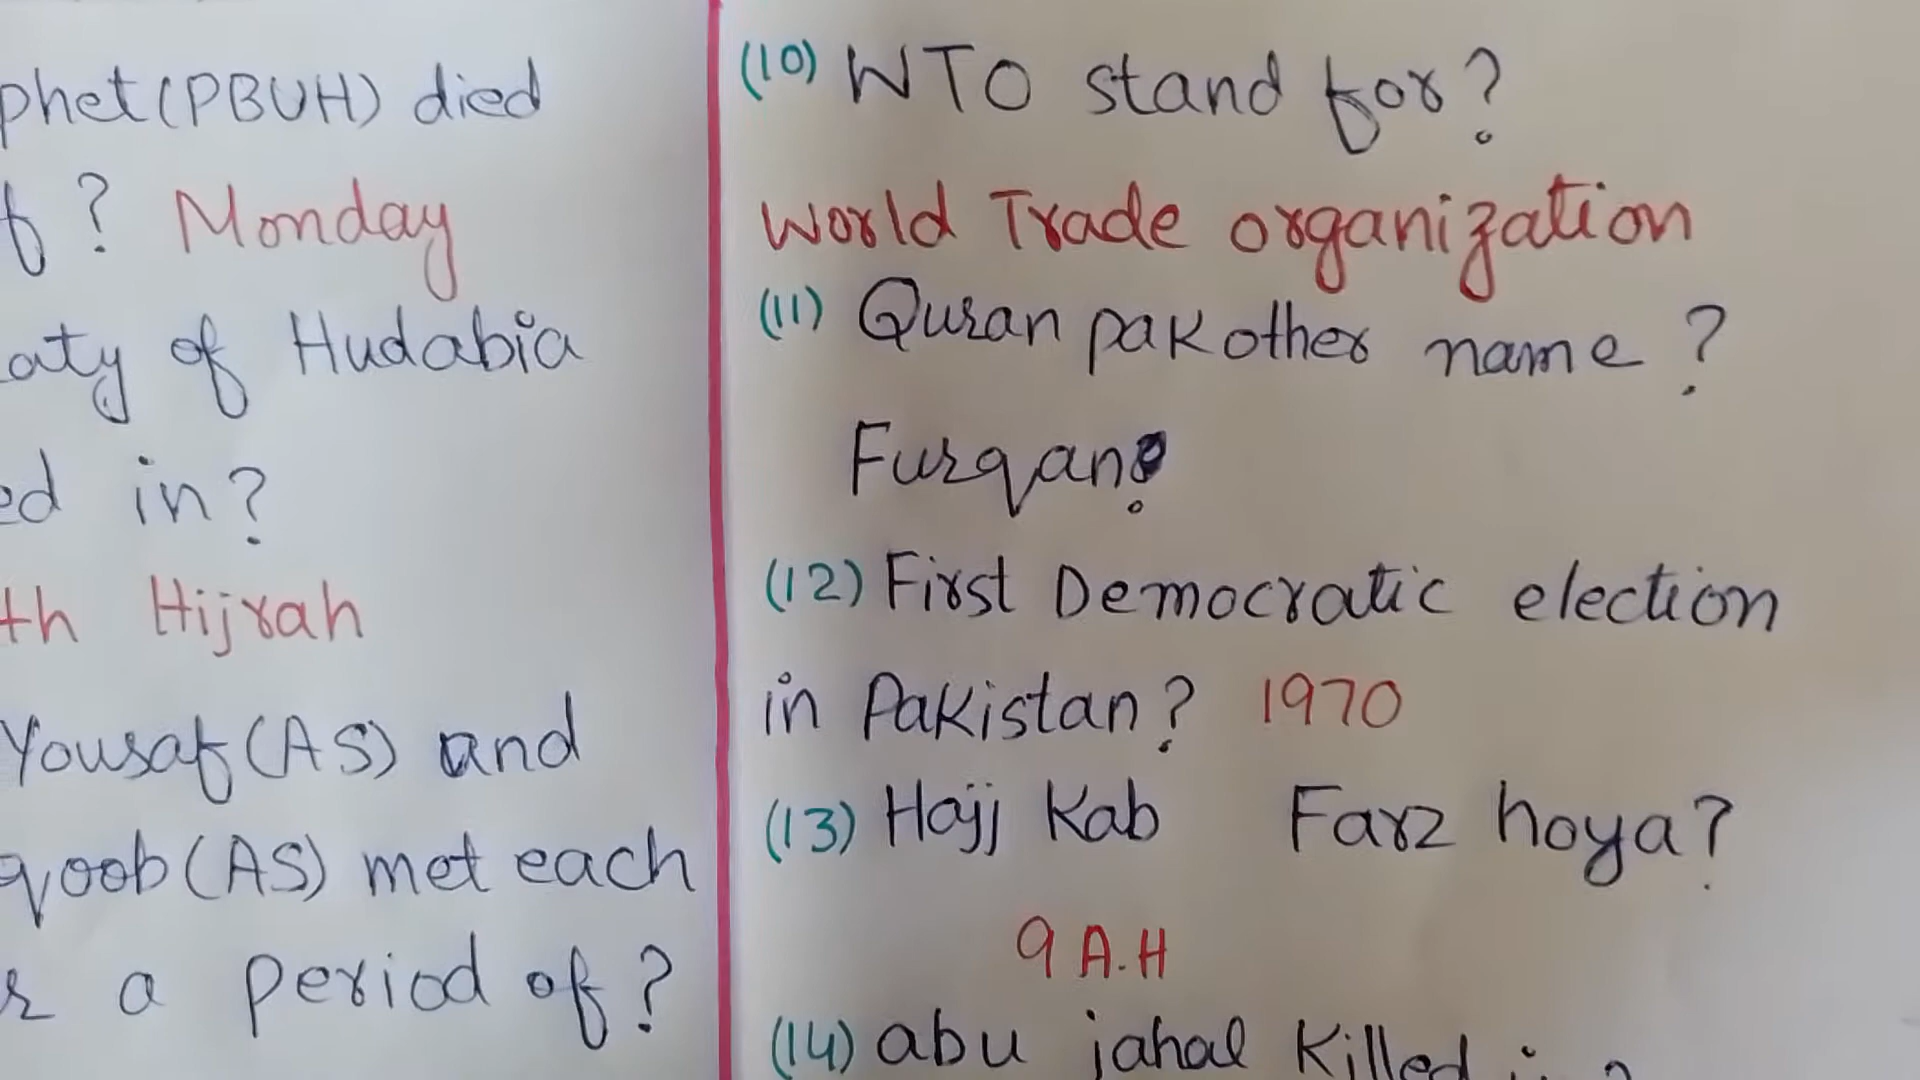 phet (PBUH) died
f ? Monday
aty of Hudabia
ed in?
th Hijrah
Yousaf (AS) and
qoob (AS) met each
r a period of?
(10) WTO stand for?
World Trade organization
(11) Quran pak other name ?
Furqan?
(12) First Democratic election
in Pakistan? 1970
(13) Hajj Kab Farz hoya?
9 A.H
(14) abu jahal Killed in?